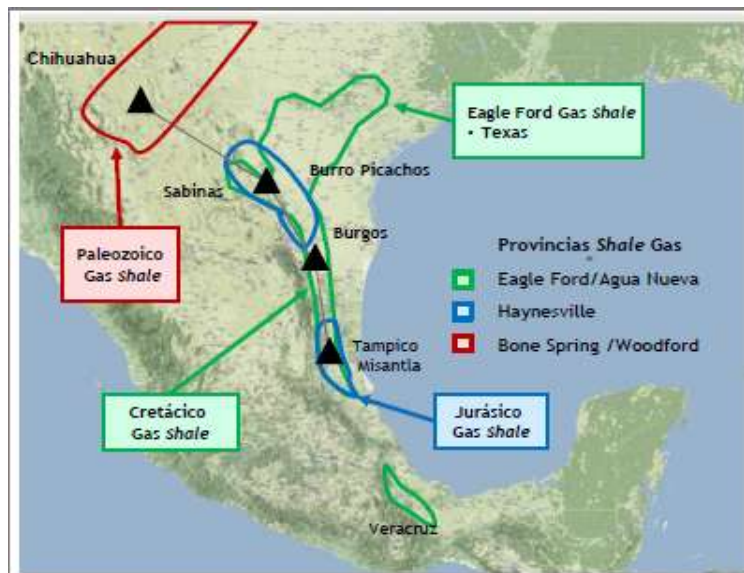 Chihuahua
Eagle Ford Gas Shale
• Texas
Burro Picachos
Sabinas
Burgos
Paleozoico
Gas Shale
Provincias Shale Gas
Eagle Ford/Agua Nueva
Haynesville
Bone Spring /Woodford
Tampico
Misantla
Cretácico
Gas Shale
Jurásico
Gas Shale
Veracruz